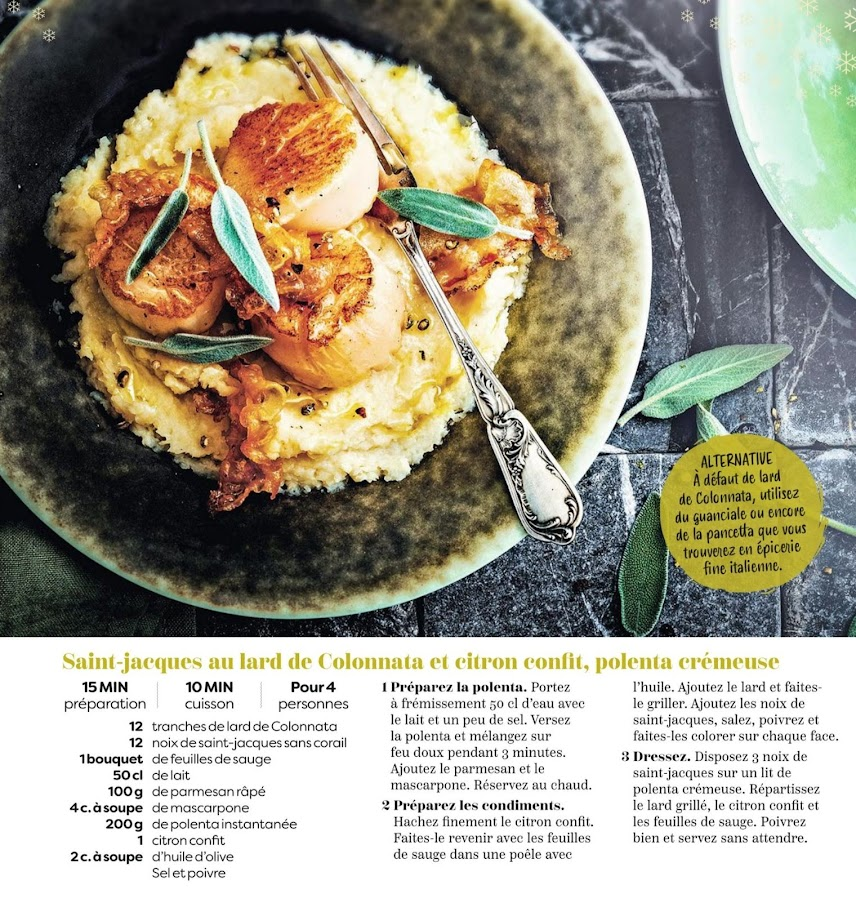 ALTERNATIVE
À défaut de lard
de Colonnata, utilisez
du guanciale ou encore
de la pancetta que vous
trouverez en épicerie
fine italienne.
Saint-jacques au lard de Colonnata et citron confit, polenta crémeuse
15 MIN
préparation
10 MIN
cuisson
Pour 4
personnes
12 tranches de lard de Colonnata
12 noix de saint-jacques sans corail
1 bouquet de feuilles de sauge
50 cl de lait
100 g de parmesan râpé
4 c. à soupe de mascarpone
200 g de polenta instantanée
1 citron confit
2 c. à soupe d’huile d’olive
Sel et poivre
1 Préparez la polenta. Portez
à frémissement 50 cl d’eau avec
le lait et un peu de sel. Versez
la polenta et mélangez sur
feu doux pendant 3 minutes.
Ajoutez le parmesan et le
mascarpone. Réservez au chaud.
2 Préparez les condiments.
Hachez finement le citron confit.
Faites-le revenir avec les feuilles
de sauge dans une poêle avec
l’huile. Ajoutez le lard et faites-
le griller. Ajoutez les noix de
saint-jacques, salez, poivrez et
faites-les colorer sur chaque face.
3 Dressez. Disposez 3 noix de
saint-jacques sur un lit de
polenta crémeuse. Répartissez
le lard grillé, le citron confit et
les feuilles de sauge. Poivrez
bien et servez sans attendre.